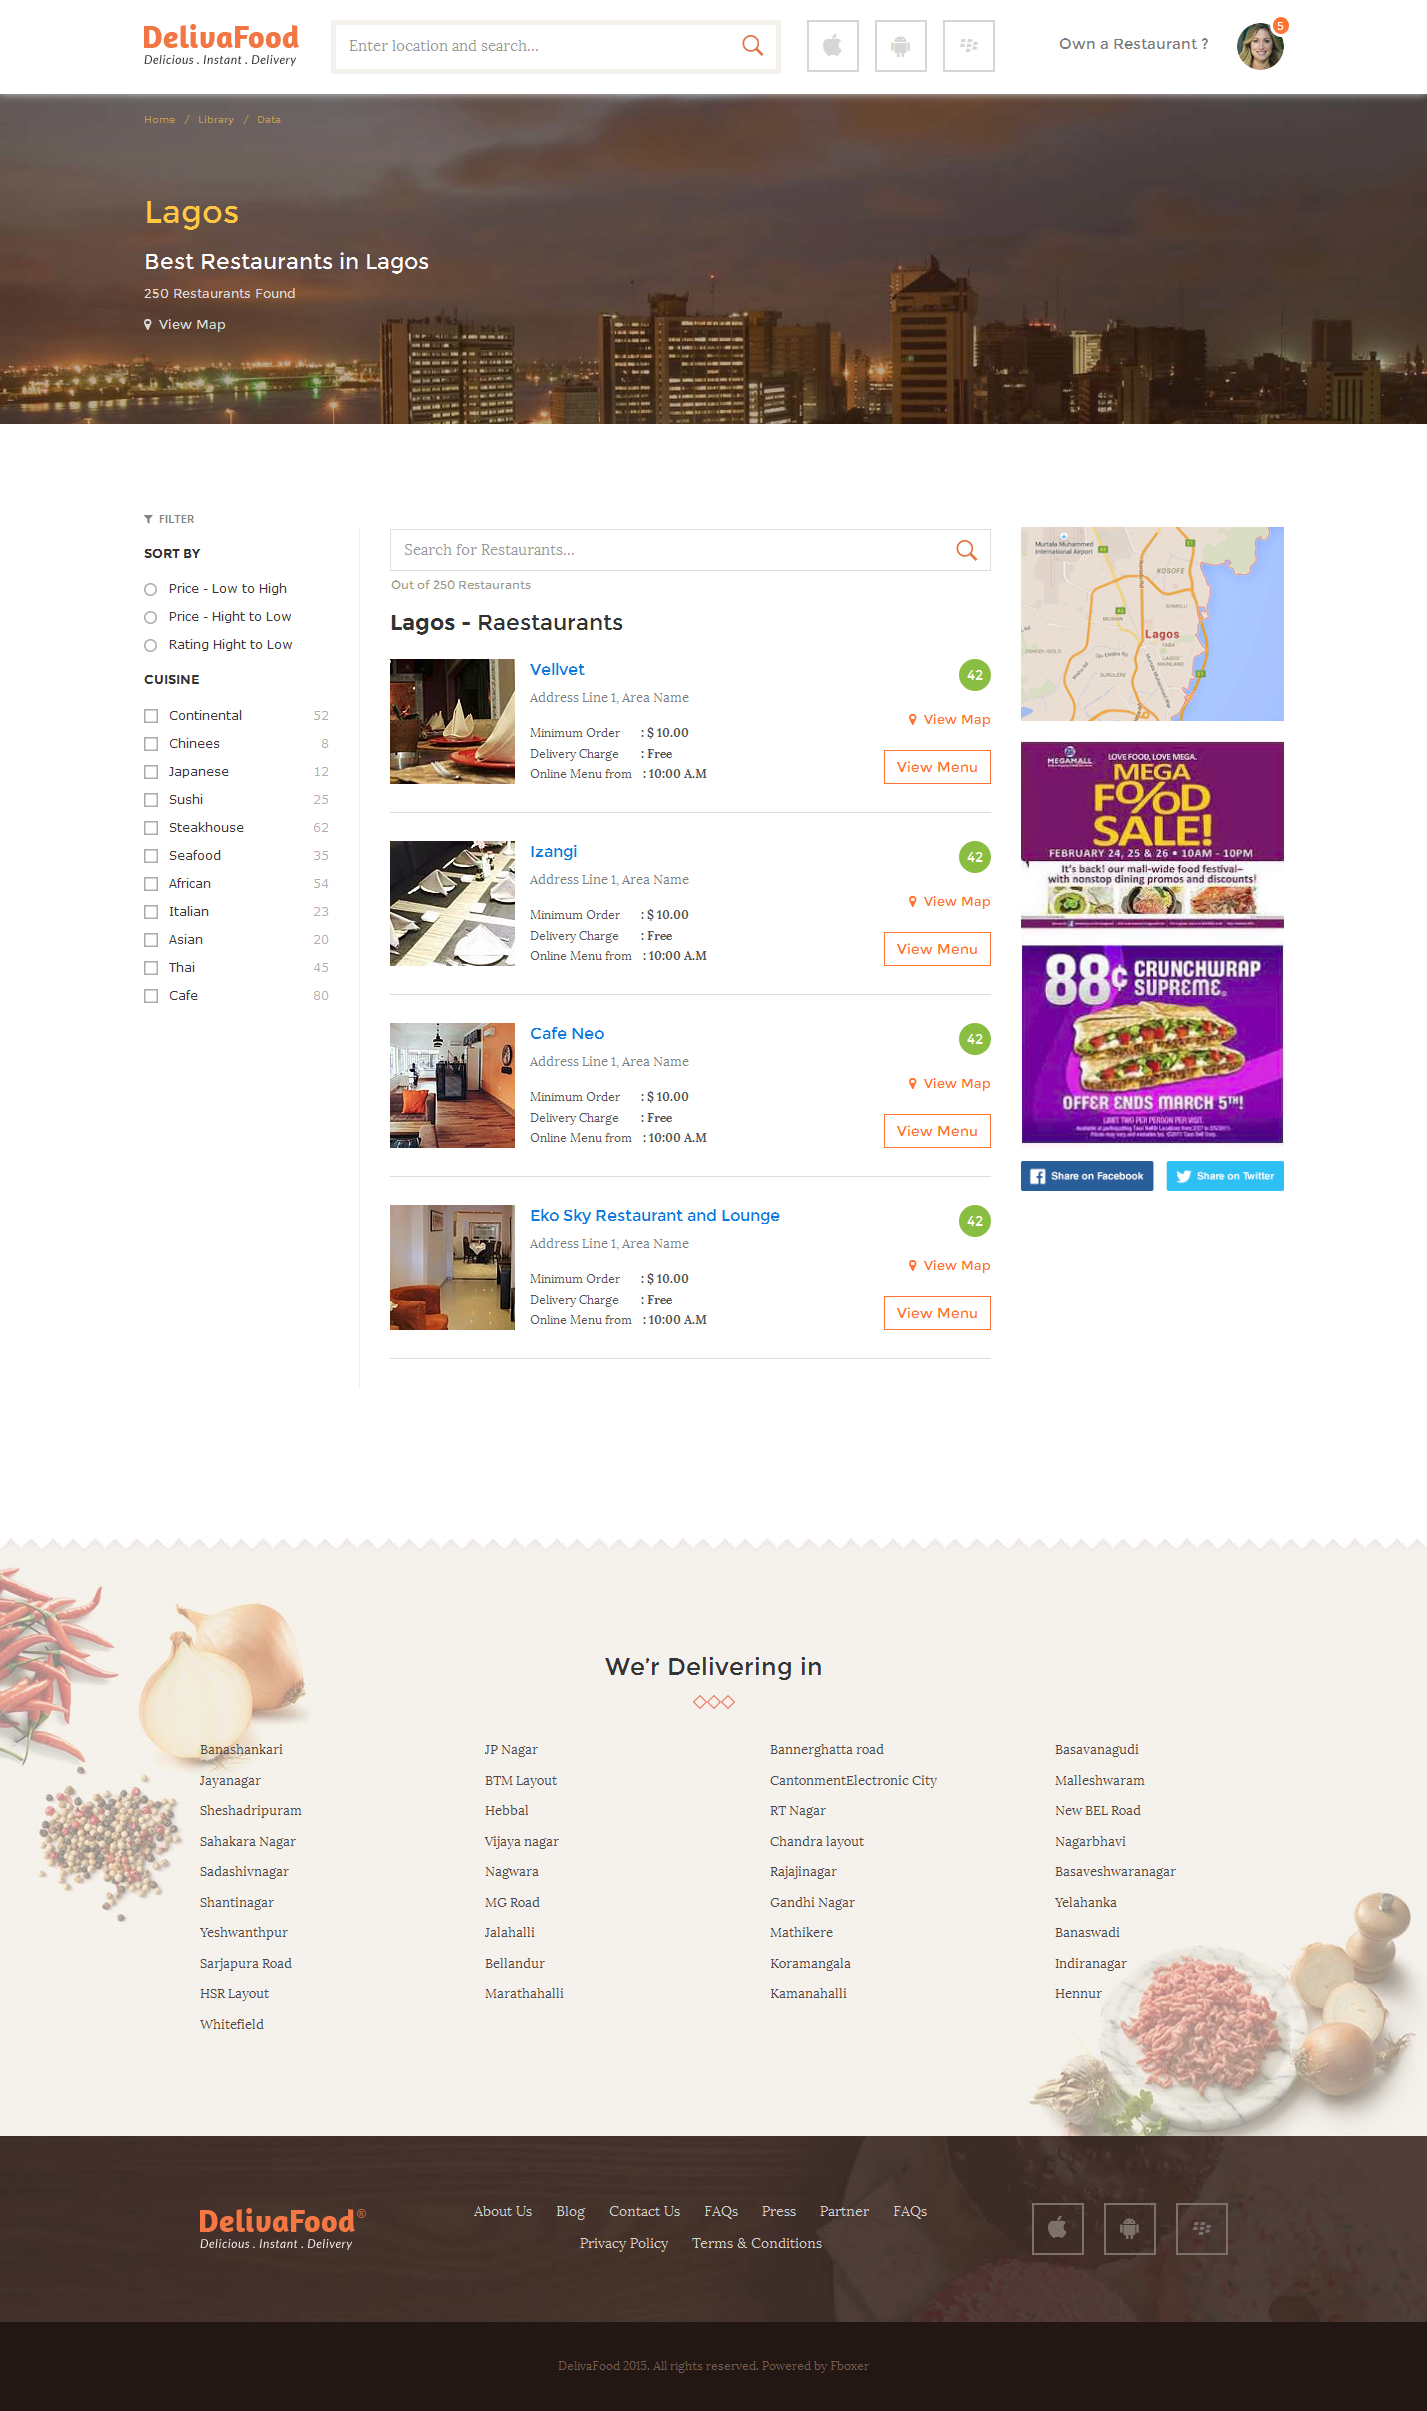 DelivaFood
Delicious . Instant . Delivery
Enter location and search...
Own a Restaurant ?
5
Home / Library / Data
Lagos
Best Restaurants in Lagos
250 Restaurants Found
View Map
FILTER
SORT BY
Price - Low to High
Price - Hight to Low
Rating Hight to Low
CUISINE
Continental 52
Chinees 8
Japanese 12
Sushi 25
Steakhouse 62
Seafood 35
African 54
Italian 23
Asian 20
Thai 45
Cafe 80
Search for Restaurants...
Out of 250 Restaurants
Lagos - Raestaurants
Vellvet
42
Address Line 1, Area Name
View Map
Minimum Order : $ 10.00
Delivery Charge : Free
Online Menu from : 10:00 A.M
View Menu
Izangi
42
Address Line 1, Area Name
View Map
Minimum Order : $ 10.00
Delivery Charge : Free
Online Menu from : 10:00 A.M
View Menu
Cafe Neo
42
Address Line 1, Area Name
View Map
Minimum Order : $ 10.00
Delivery Charge : Free
Online Menu from : 10:00 A.M
View Menu
Eko Sky Restaurant and Lounge
42
Address Line 1, Area Name
View Map
Minimum Order : $ 10.00
Delivery Charge : Free
Online Menu from : 10:00 A.M
View Menu
Murtala Muhammed
International Airport
KOSOFE
SOMOLU
MUSHIN
Lagos
YABA
LAGOS
MAINLAND
SURULERE
MEGAMALL
LOVE FOOD, LOVE MEGA.
MEGA
FO%D
SALE!
FEBRUARY 24, 25 & 26 • 10AM - 10PM
It's back! our mall-wide food festival-
with nonstop dining promos and discounts!
88¢ CRUNCHWRAP
SUPREME.
OFFER ENDS MARCH 5TH!
LIMIT TWO PER PERSON PER VISIT.
Share on Facebook
Share on Twitter
We'r Delivering in
Banashankari JP Nagar Bannerghatta road Basavanagudi
Jayanagar BTM Layout CantonmentElectronic City Malleshwaram
Sheshadripuram Hebbal RT Nagar New BEL Road
Sahakara Nagar Vijaya nagar Chandra layout Nagarbhavi
Sadashivnagar Nagwara Rajajinagar Basaveshwaranagar
Shantinagar MG Road Gandhi Nagar Yelahanka
Yeshwanthpur Jalahalli Mathikere Banaswadi
Sarjapura Road Bellandur Koramangala Indiranagar
HSR Layout Marathahalli Kamanahalli Hennur
Whitefield
DelivaFood®
Delicious . Instant . Delivery
About Us Blog Contact Us FAQs Press Partner FAQs
Privacy Policy Terms & Conditions
DelivaFood 2015. All rights reserved. Powered by Fboxer